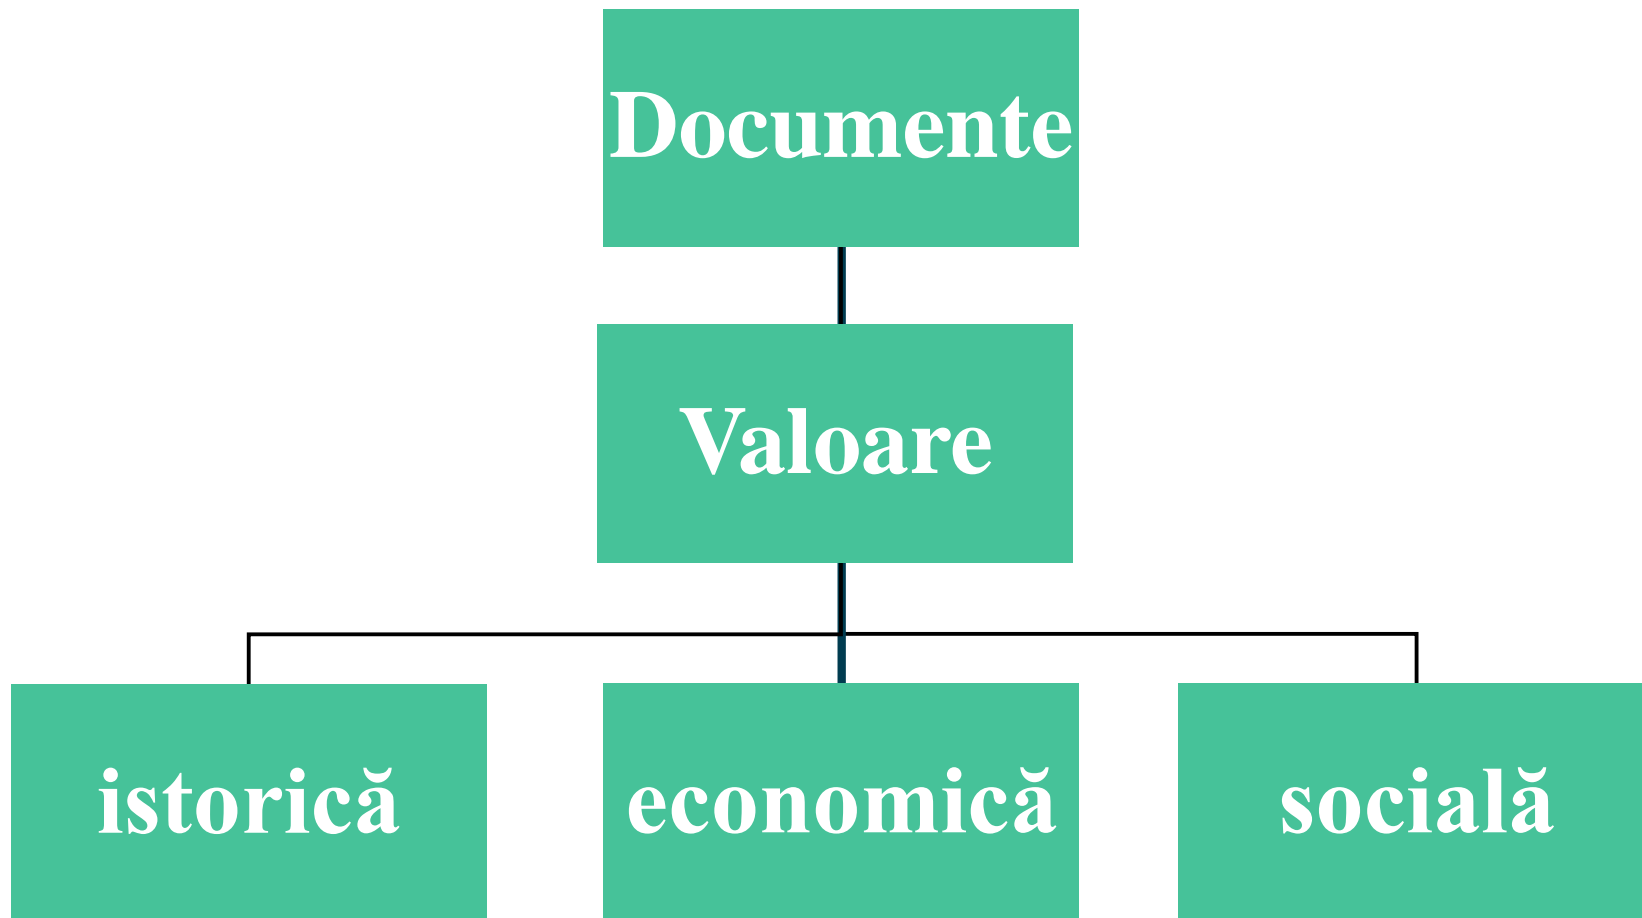 Documente
Valoare
istorică
economică
socială